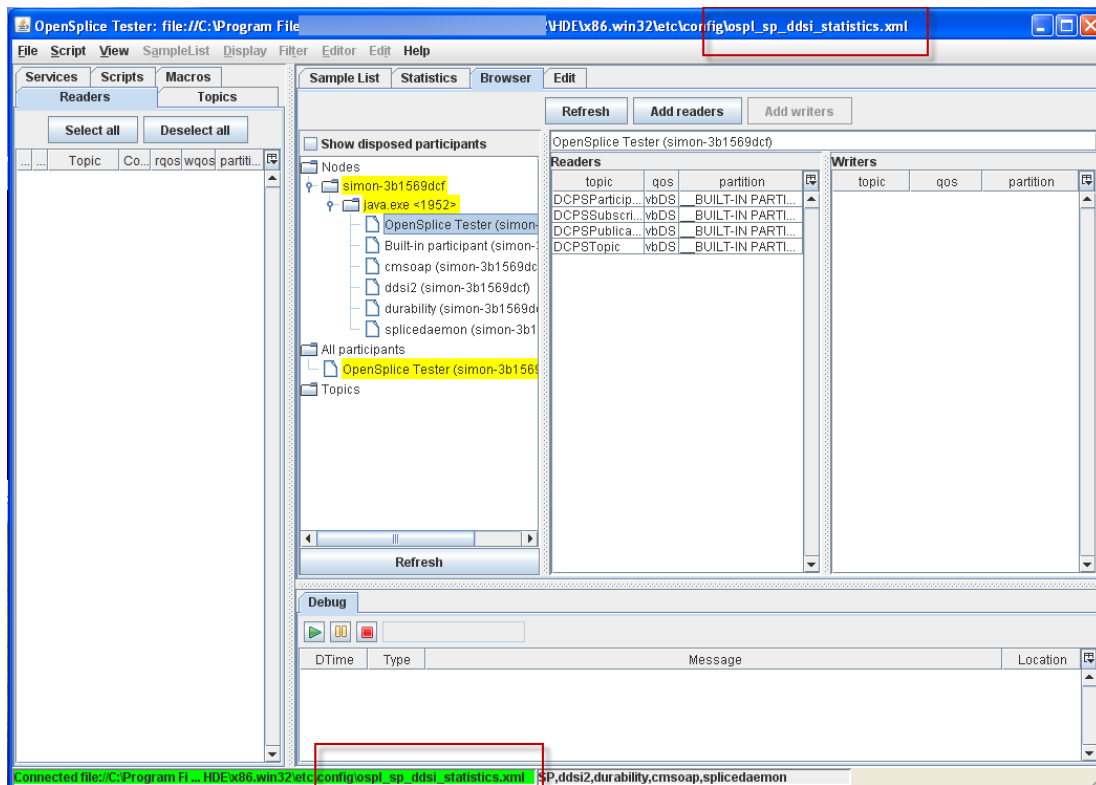 OpenSplice Tester: file://C:\Program File \HDE\x86.win32\etc\config\ospl_sp_ddsi_statistics.xml
File Script View SampleList Display Filter Editor Edit Help
Services Scripts Macros
Readers Topics
Select all Deselect all
... ... Topic Co... rqos wqos partiti...
Sample List Statistics Browser Edit
Refresh Add readers Add writers
Show disposed participants
Nodes
simon-3b1569dcf
java.exe <1952>
OpenSplice Tester (simon-
Built-in participant (simon-
cmsoap (simon-3b1569dc
ddsi2 (simon-3b1569dcf)
durability (simon-3b1569d
splicedaemon (simon-3b1
All participants
OpenSplice Tester (simon-3b156
Topics
Refresh
OpenSplice Tester (simon-3b1569dcf)
Readers
topic qos partition
DCPSParticip... vbDS __BUILT-IN PARTI...
DCPSSubscri... vbDS __BUILT-IN PARTI...
DCPSPublica... vbDS __BUILT-IN PARTI...
DCPSTopic vbDS __BUILT-IN PARTI...
Writers
topic qos partition
Debug
DTime Type Message Location
Connected file://C:\Program Fi ... HDE\x86.win32\etc\config\ospl_sp_ddsi_statistics.xml SP,ddsi2,durability,cmsoap,splicedaemon